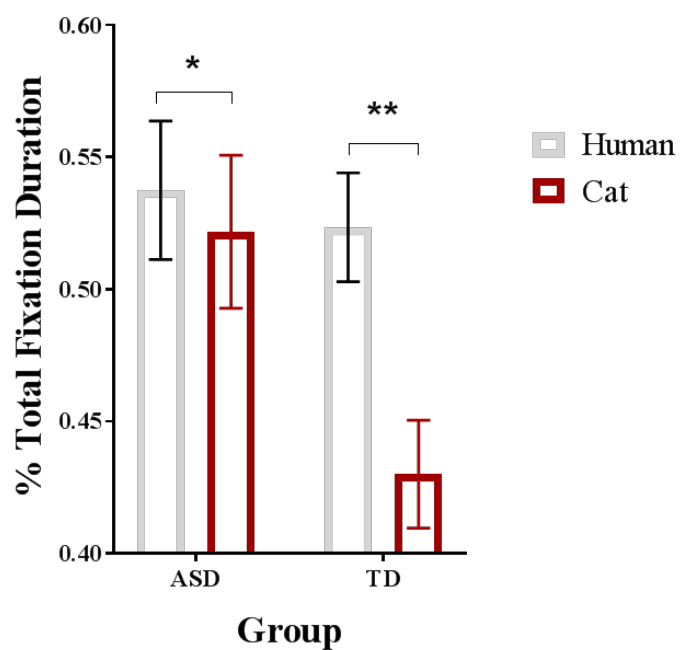 % Total Fixation Duration
0.60
0.55
0.50
0.45
0.40
*
**
Human
Cat
ASD
TD
Group